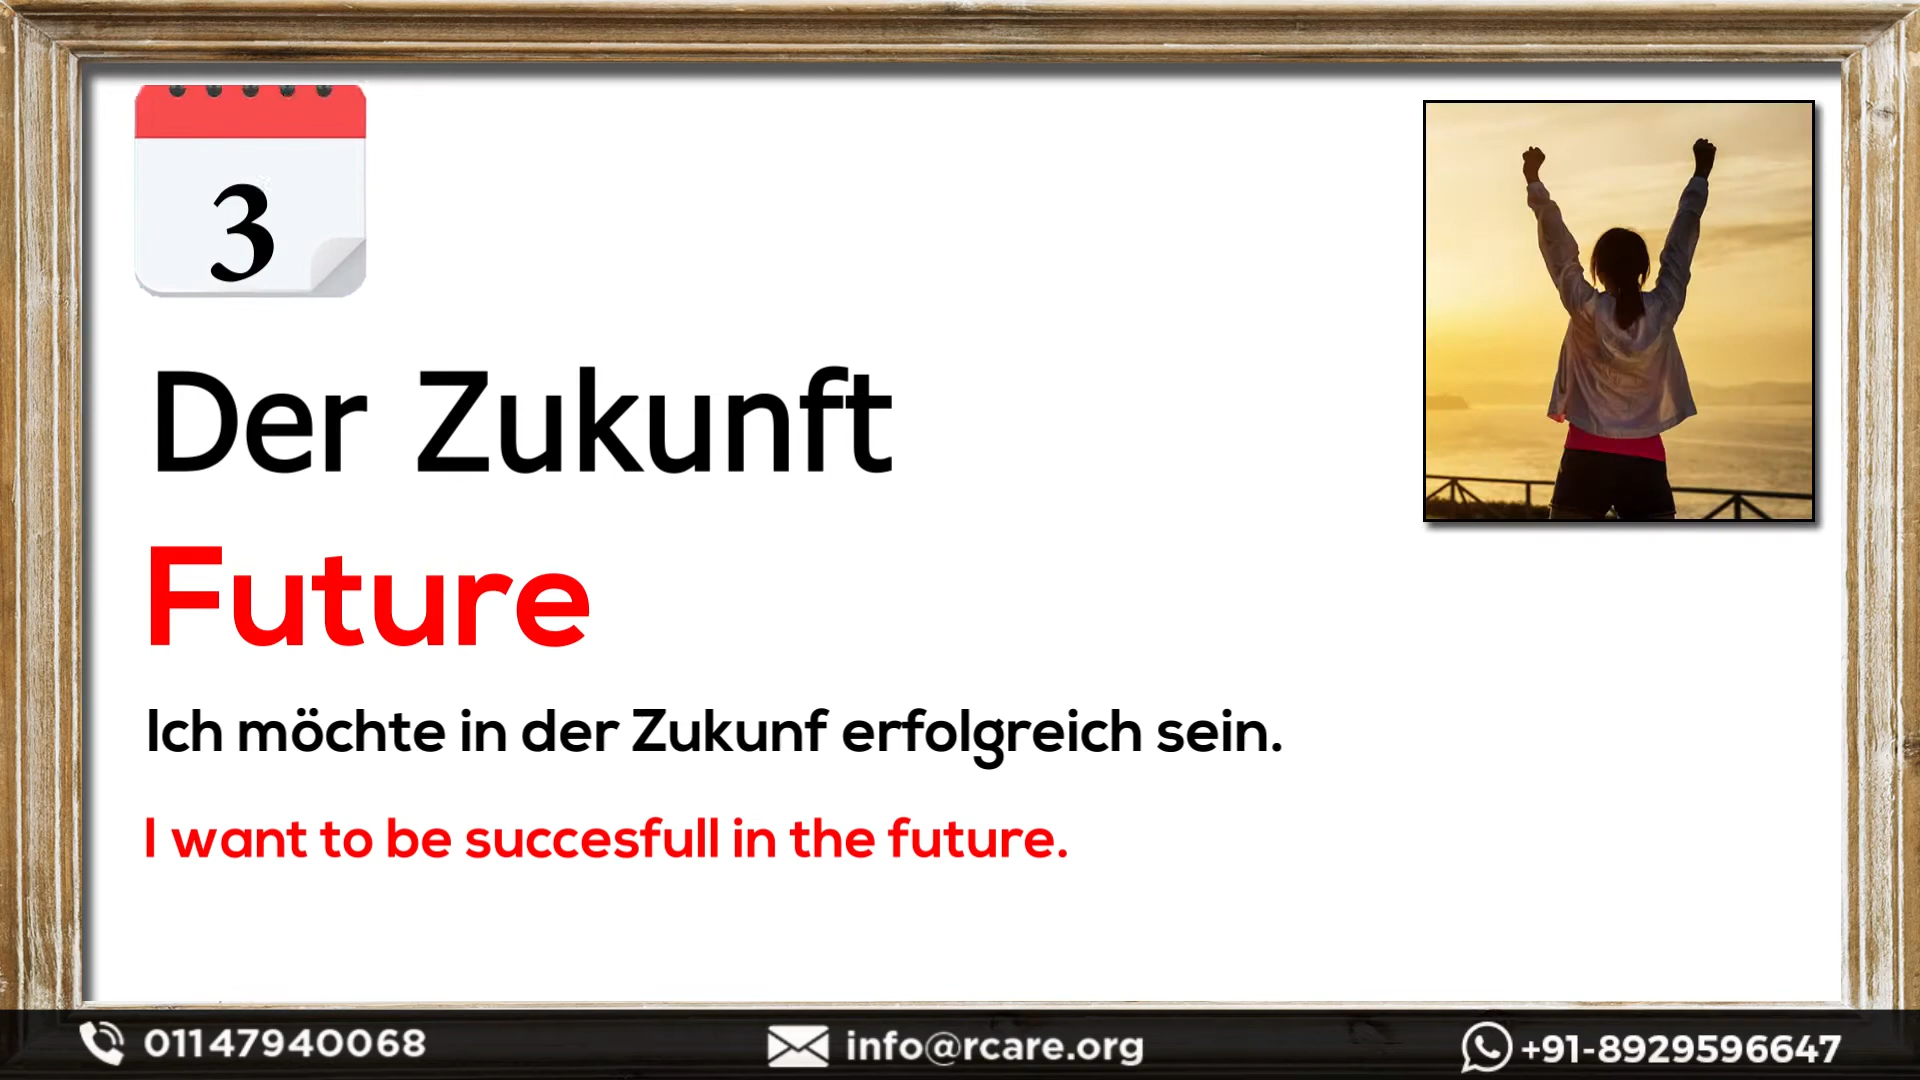 3
Der Zukunft
Future
Ich möchte in der Zukunf erfolgreich sein.
I want to be succesfull in the future.
01147940068
info@rcare.org
+91-8929596647